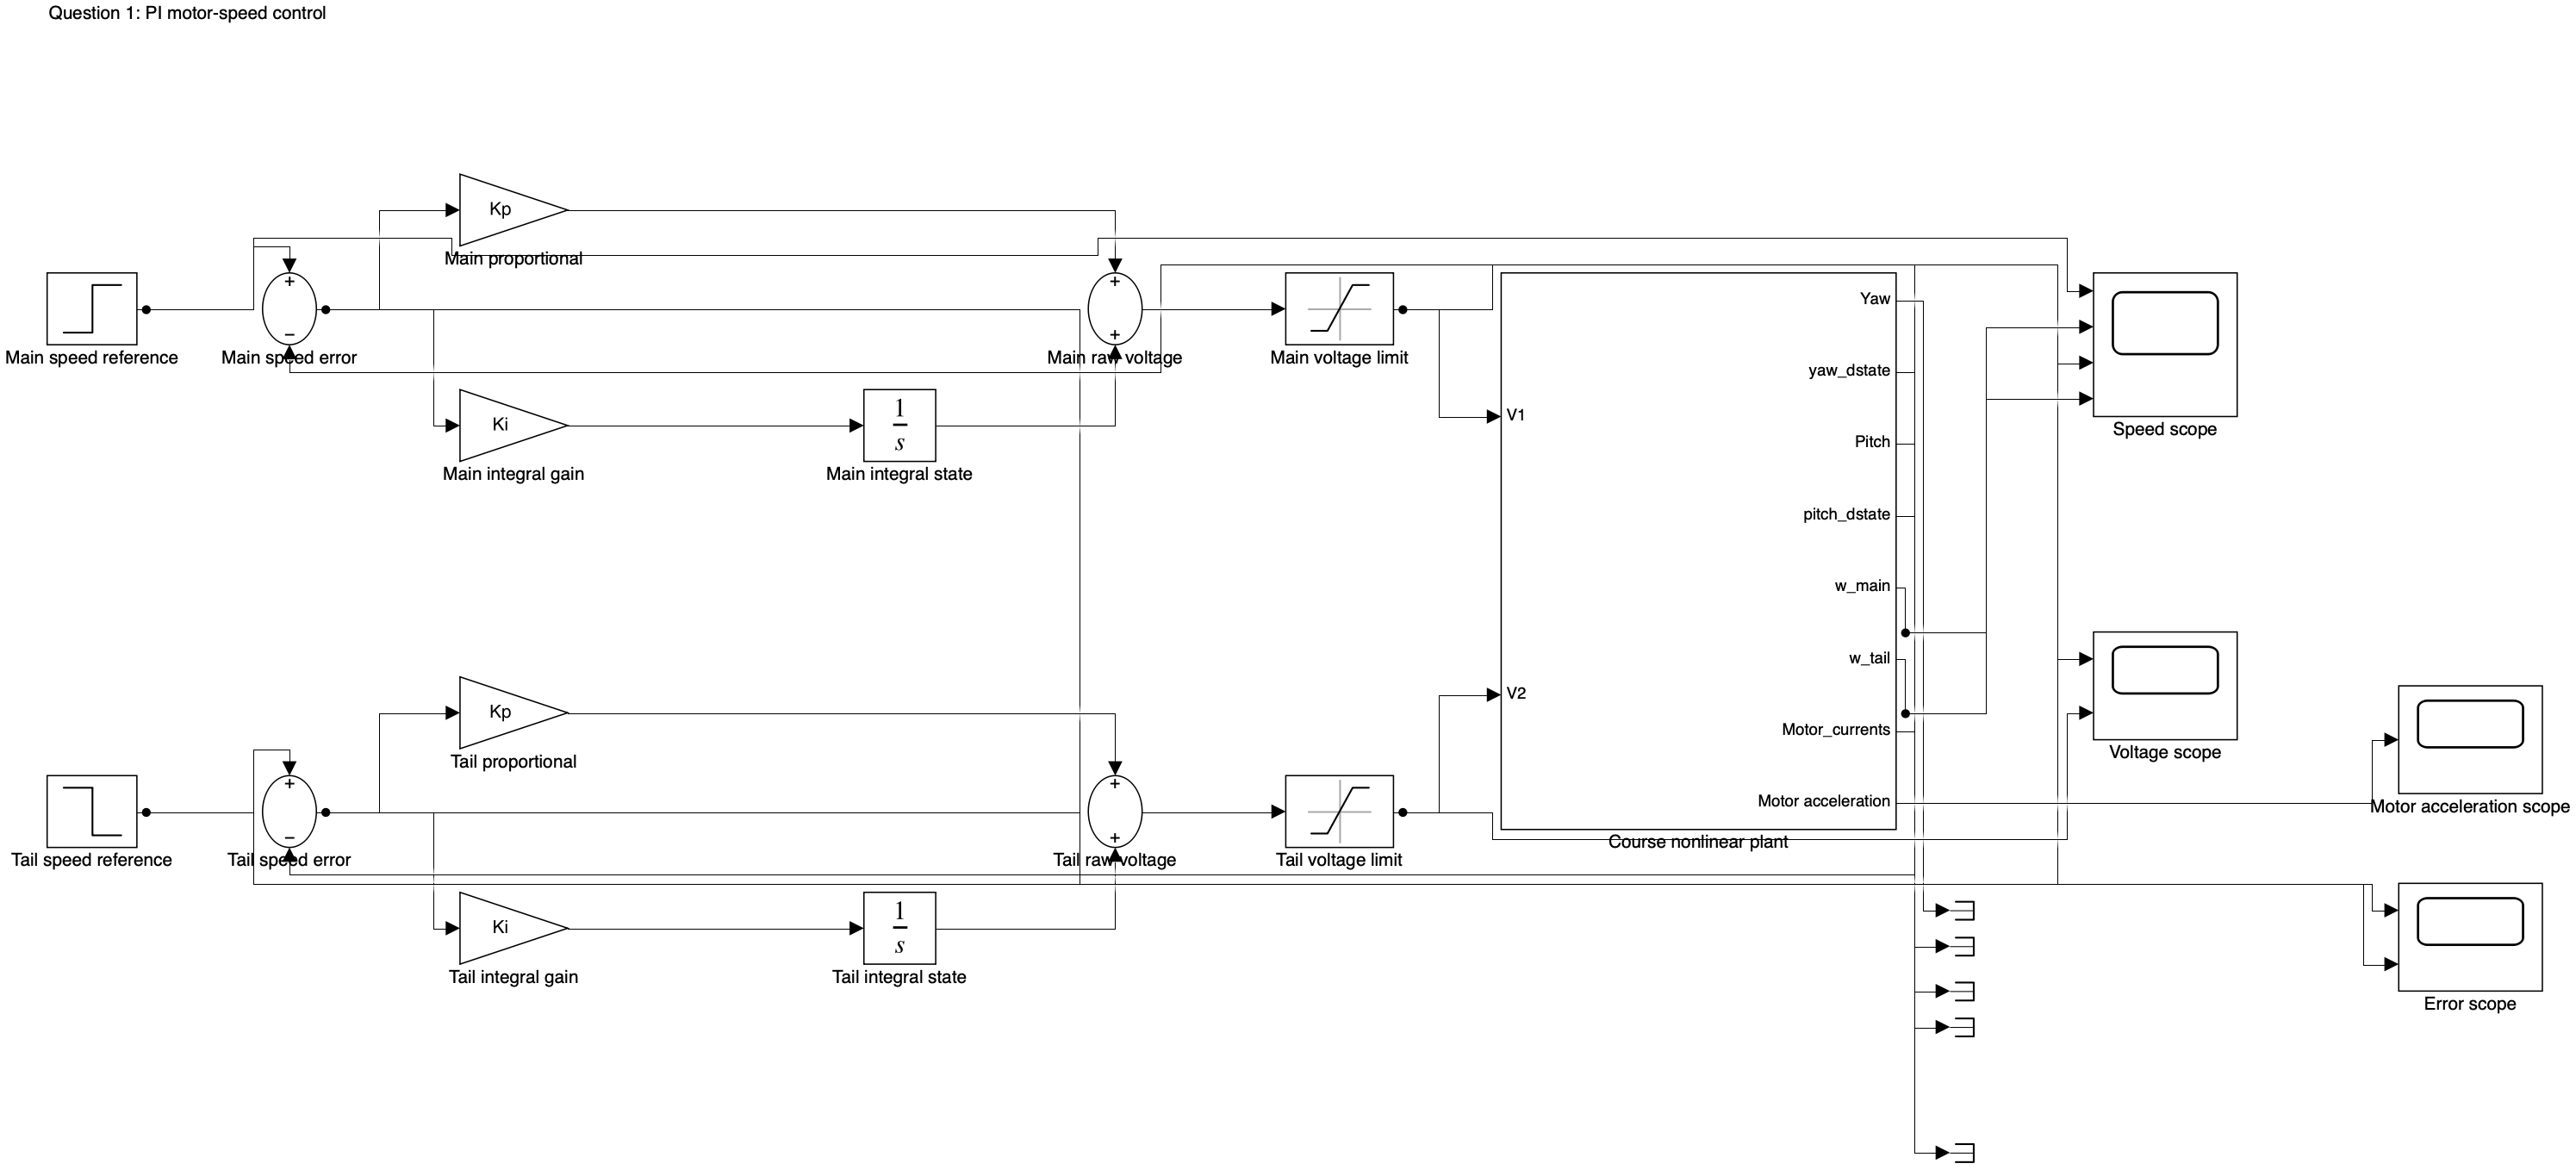 Question 1: PI motor-speed control
Kp
Main proportional
+
−
Main speed reference
Main speed error
+
+
Main raw voltage
Main voltage limit
Ki
Main integral gain
1
s
Main integral state
V1
V2
Yaw
yaw_dstate
Pitch
pitch_dstate
w_main
w_tail
Motor_currents
Motor acceleration
Course nonlinear plant
Speed scope
Voltage scope
Motor acceleration scope
Error scope
Kp
Tail proportional
+
−
Tail speed reference
Tail speed error
+
+
Tail raw voltage
Tail voltage limit
Ki
Tail integral gain
1
s
Tail integral state